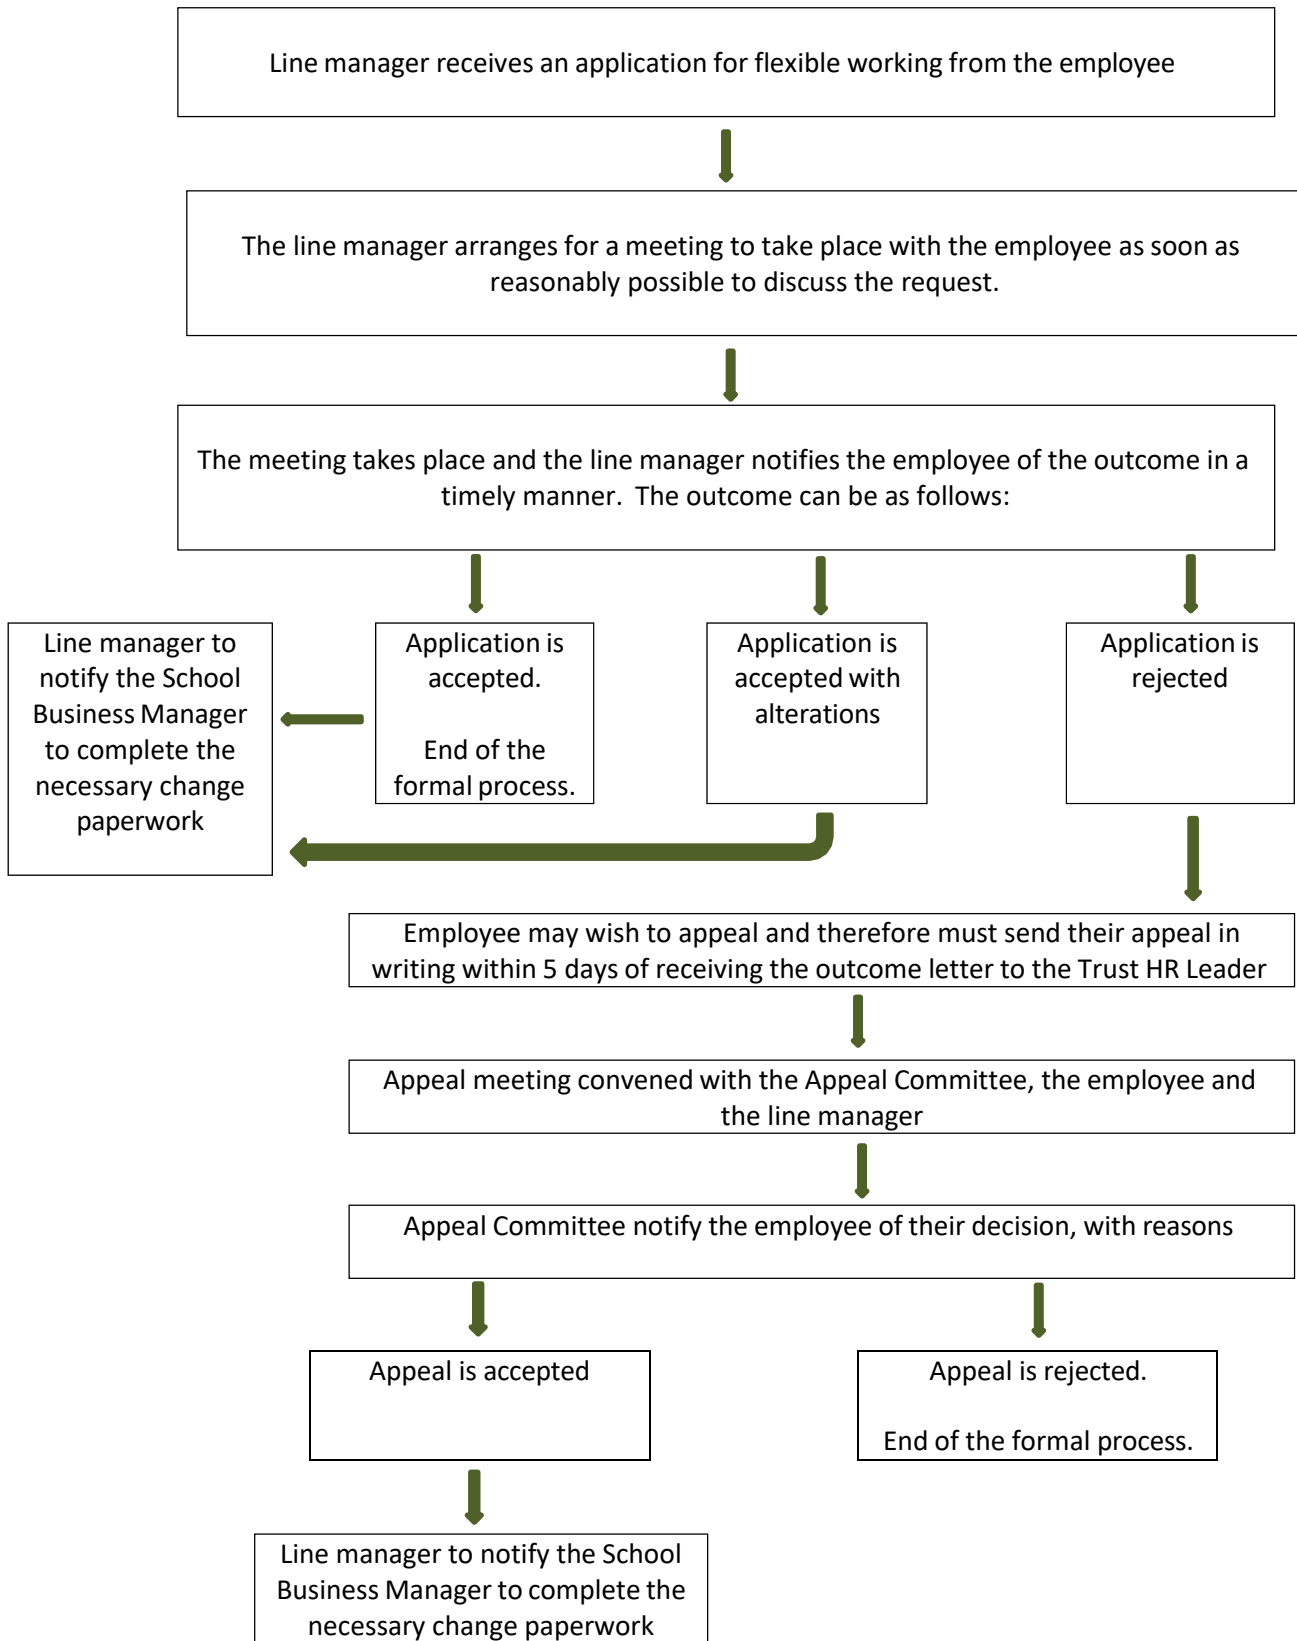 Line manager receives an application for flexible working from the employee
The line manager arranges for a meeting to take place with the employee as soon as
reasonably possible to discuss the request.
The meeting takes place and the line manager notifies the employee of the outcome in a
timely manner.  The outcome can be as follows:
Line manager to
notify the School
Business Manager
to complete the
necessary change
paperwork
Application is
accepted.
End of the
formal process.
Application is
accepted with
alterations
Application is
rejected
Employee may wish to appeal and therefore must send their appeal in
writing within 5 days of receiving the outcome letter to the Trust HR Leader
Appeal meeting convened with the Appeal Committee, the employee and
the line manager
Appeal Committee notify the employee of their decision, with reasons
Appeal is accepted
Appeal is rejected.
End of the formal process.
Line manager to notify the School
Business Manager to complete the
necessary change paperwork